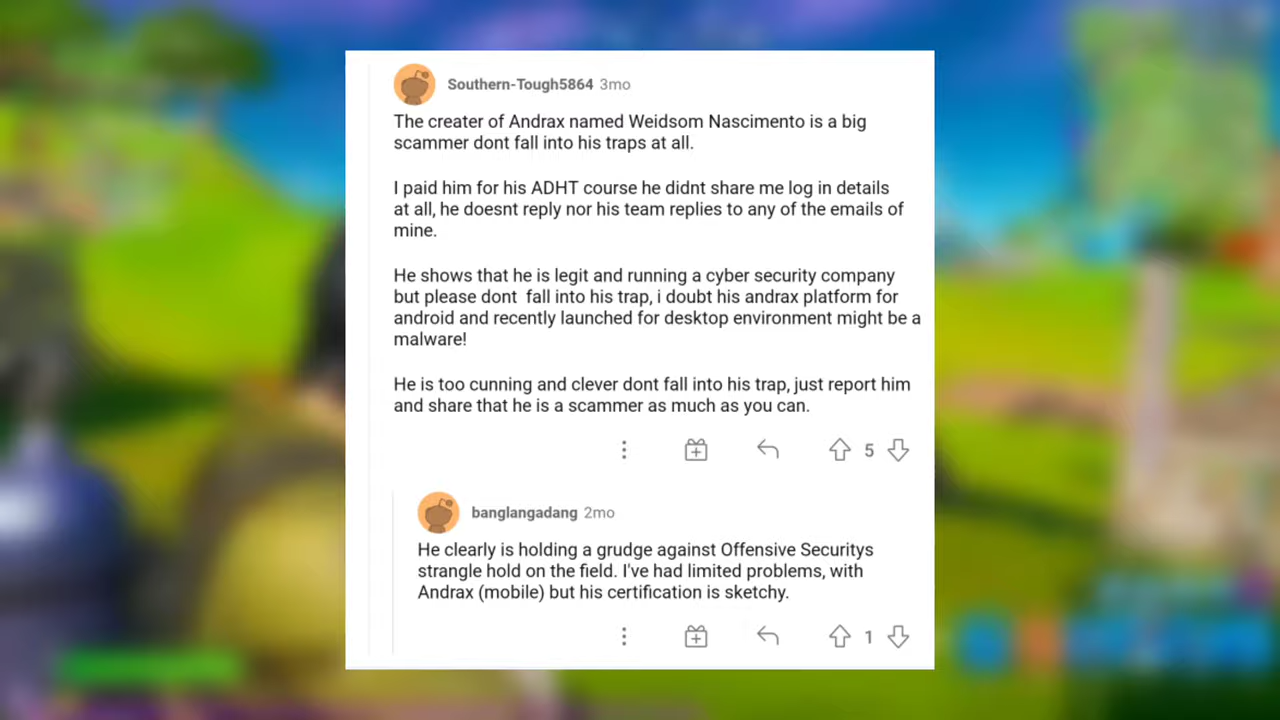 Southern-Tough5864 3mo
The creater of Andrax named Weidsom Nascimento is a big
scammer dont fall into his traps at all.
I paid him for his ADHT course he didnt share me log in details
at all, he doesnt reply nor his team replies to any of the emails of
mine.
He shows that he is legit and running a cyber security company
but please dont  fall into his trap, i doubt his andrax platform for
android and recently launched for desktop environment might be a
malware!
He is too cunning and clever dont fall into his trap, just report him
and share that he is a scammer as much as you can.
5
banglangadang 2mo
He clearly is holding a grudge against Offensive Securitys
strangle hold on the field. I've had limited problems, with
Andrax (mobile) but his certification is sketchy.
1